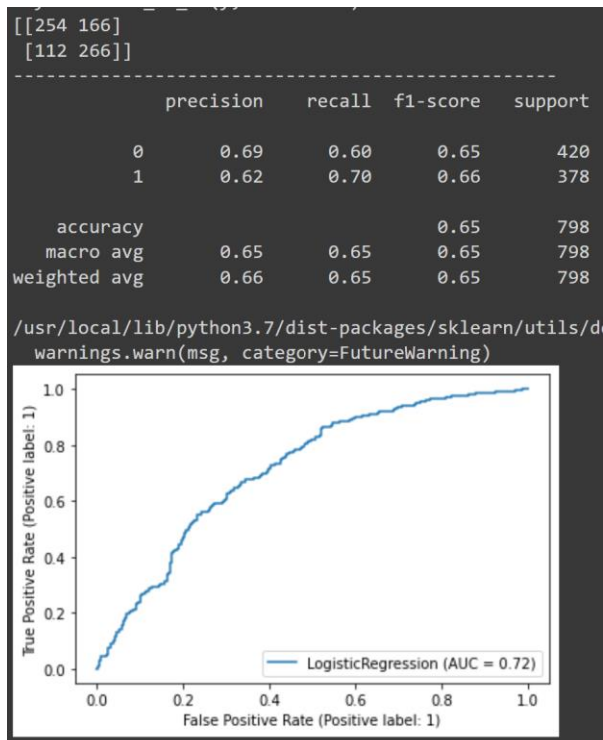 [[254 166]
[112 266]]
------------------------------------------------------
precision recall f1-score support
0 0.69 0.60 0.65 420
1 0.62 0.70 0.66 378
accuracy 0.65 798
macro avg 0.65 0.65 0.65 798
weighted avg 0.66 0.65 0.65 798
/usr/local/lib/python3.7/dist-packages/sklearn/utils/de
warnings.warn(msg, category=FutureWarning)
True Positive Rate (Positive label: 1)
1.0
0.8
0.6
0.4
0.2
0.0
LogisticRegression (AUC = 0.72)
0.0 0.2 0.4 0.6 0.8 1.0
False Positive Rate (Positive label: 1)